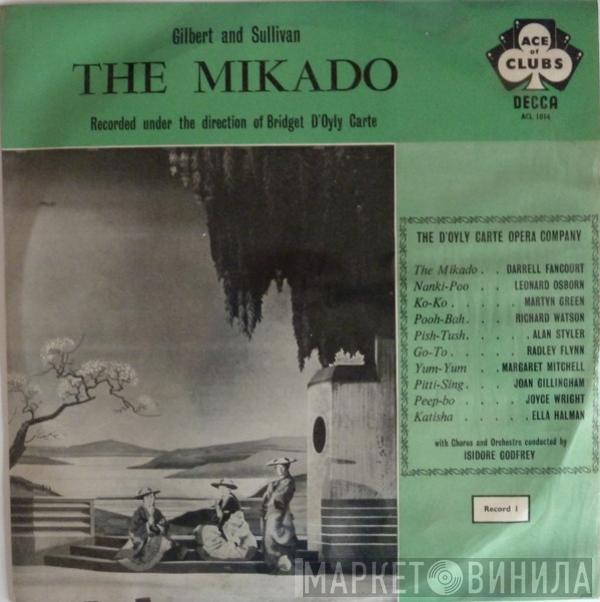 Gilbert and Sullivan
THE MIKADO
Recorded under the direction of Bridget D'Oyly Carte
ACE
of
CLUBS
DECCA
ACL 1014
THE D'OYLY CARTE OPERA COMPANY
The Mikado . . DARRELL FANCOURT
Nanki-Poo . . LEONARD OSBORN
Ko-Ko . . . . . MARTYN GREEN
Pooh-Bah . . . RICHARD WATSON
Pish-Tush . . . . . ALAN STYLER
Go-To . . . . . RADLEY FLYNN
Yum-Yum . MARGARET MITCHELL
Pitti-Sing . . . JOAN GILLINGHAM
Peep-bo . . . . . JOYCE WRIGHT
Katisha . . . . . . ELLA HALMAN
with Chorus and Orchestra conducted by
ISIDORE GODFREY
Record 1
МАРКЕТ ВИНИЛА